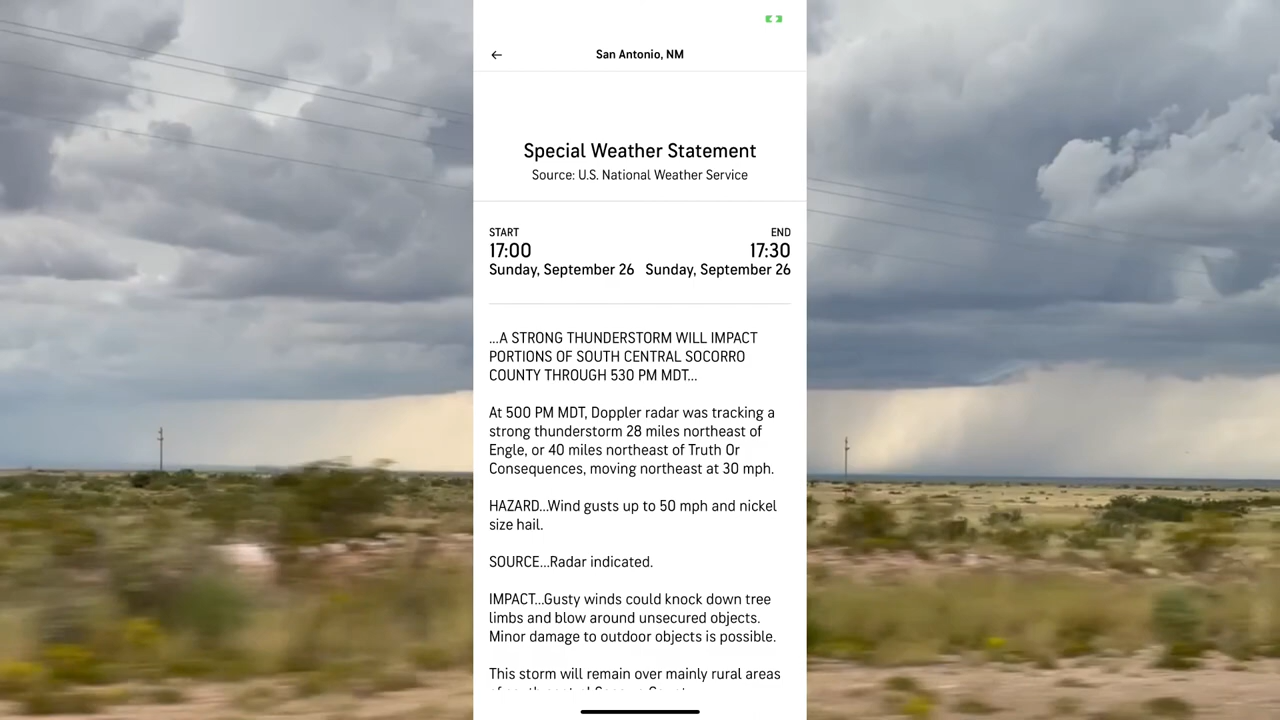 San Antonio, NM
Special Weather Statement
Source: U.S. National Weather Service
START
END
17:00
17:30
Sunday, September 26
Sunday, September 26
...A STRONG THUNDERSTORM WILL IMPACT
PORTIONS OF SOUTH CENTRAL SOCORRO
COUNTY THROUGH 530 PM MDT...
At 500 PM MDT, Doppler radar was tracking a
strong thunderstorm 28 miles northeast of
Engle, or 40 miles northeast of Truth Or
Consequences, moving northeast at 30 mph.
HAZARD...Wind gusts up to 50 mph and nickel
size hail.
SOURCE...Radar indicated.
IMPACT...Gusty winds could knock down tree
limbs and blow around unsecured objects.
Minor damage to outdoor objects is possible.
This storm will remain over mainly rural areas